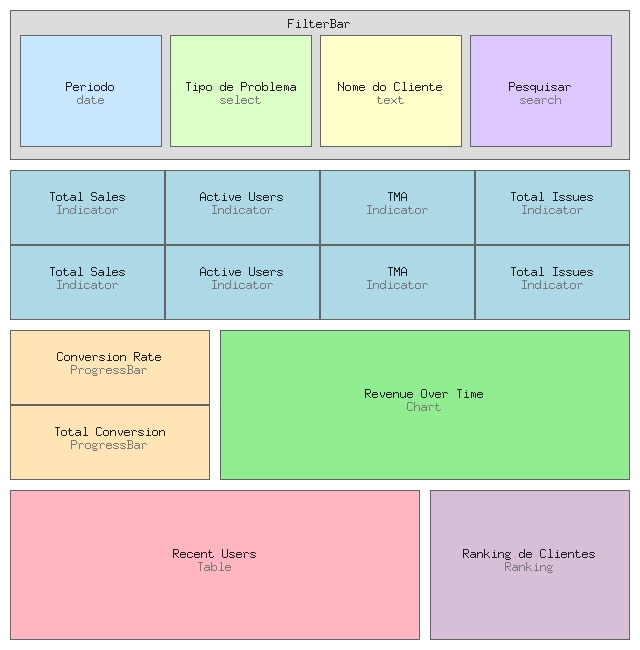 FilterBar
Periodo
date
Tipo de Problema
select
Nome do Cliente
text
Pesquisar
search
Total Sales
Indicator
Active Users
Indicator
TMA
Indicator
Total Issues
Indicator
Total Sales
Indicator
Active Users
Indicator
TMA
Indicator
Total Issues
Indicator
Conversion Rate
ProgressBar
Total Conversion
ProgressBar
Revenue Over Time
Chart
Recent Users
Table
Ranking de Clientes
Ranking